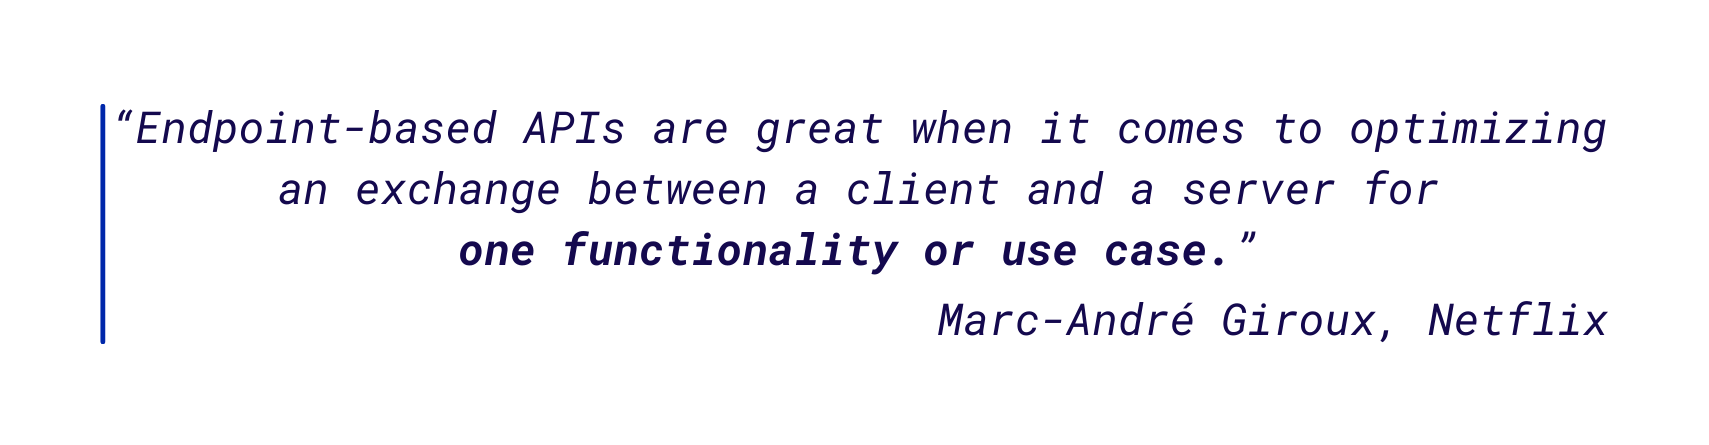 “Endpoint-based APIs are great when it comes to optimizing
an exchange between a client and a server for
one functionality or use case.”
Marc-André Giroux, Netflix